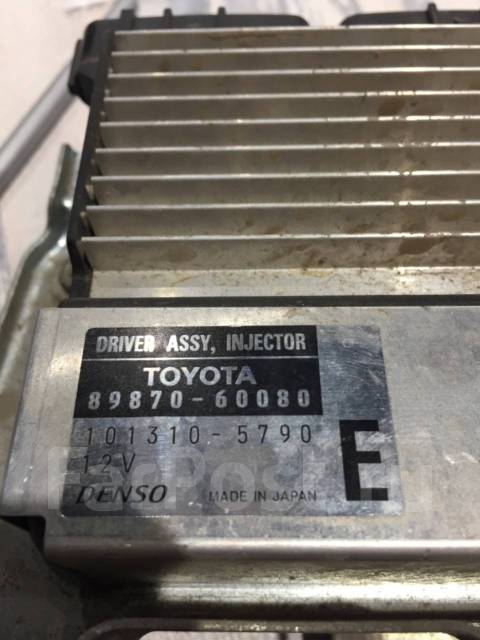 DRIVER ASSY, INJECTOR
TOYOTA
89870-60080
101310-5790
12V
E
DENSO MADE IN JAPAN